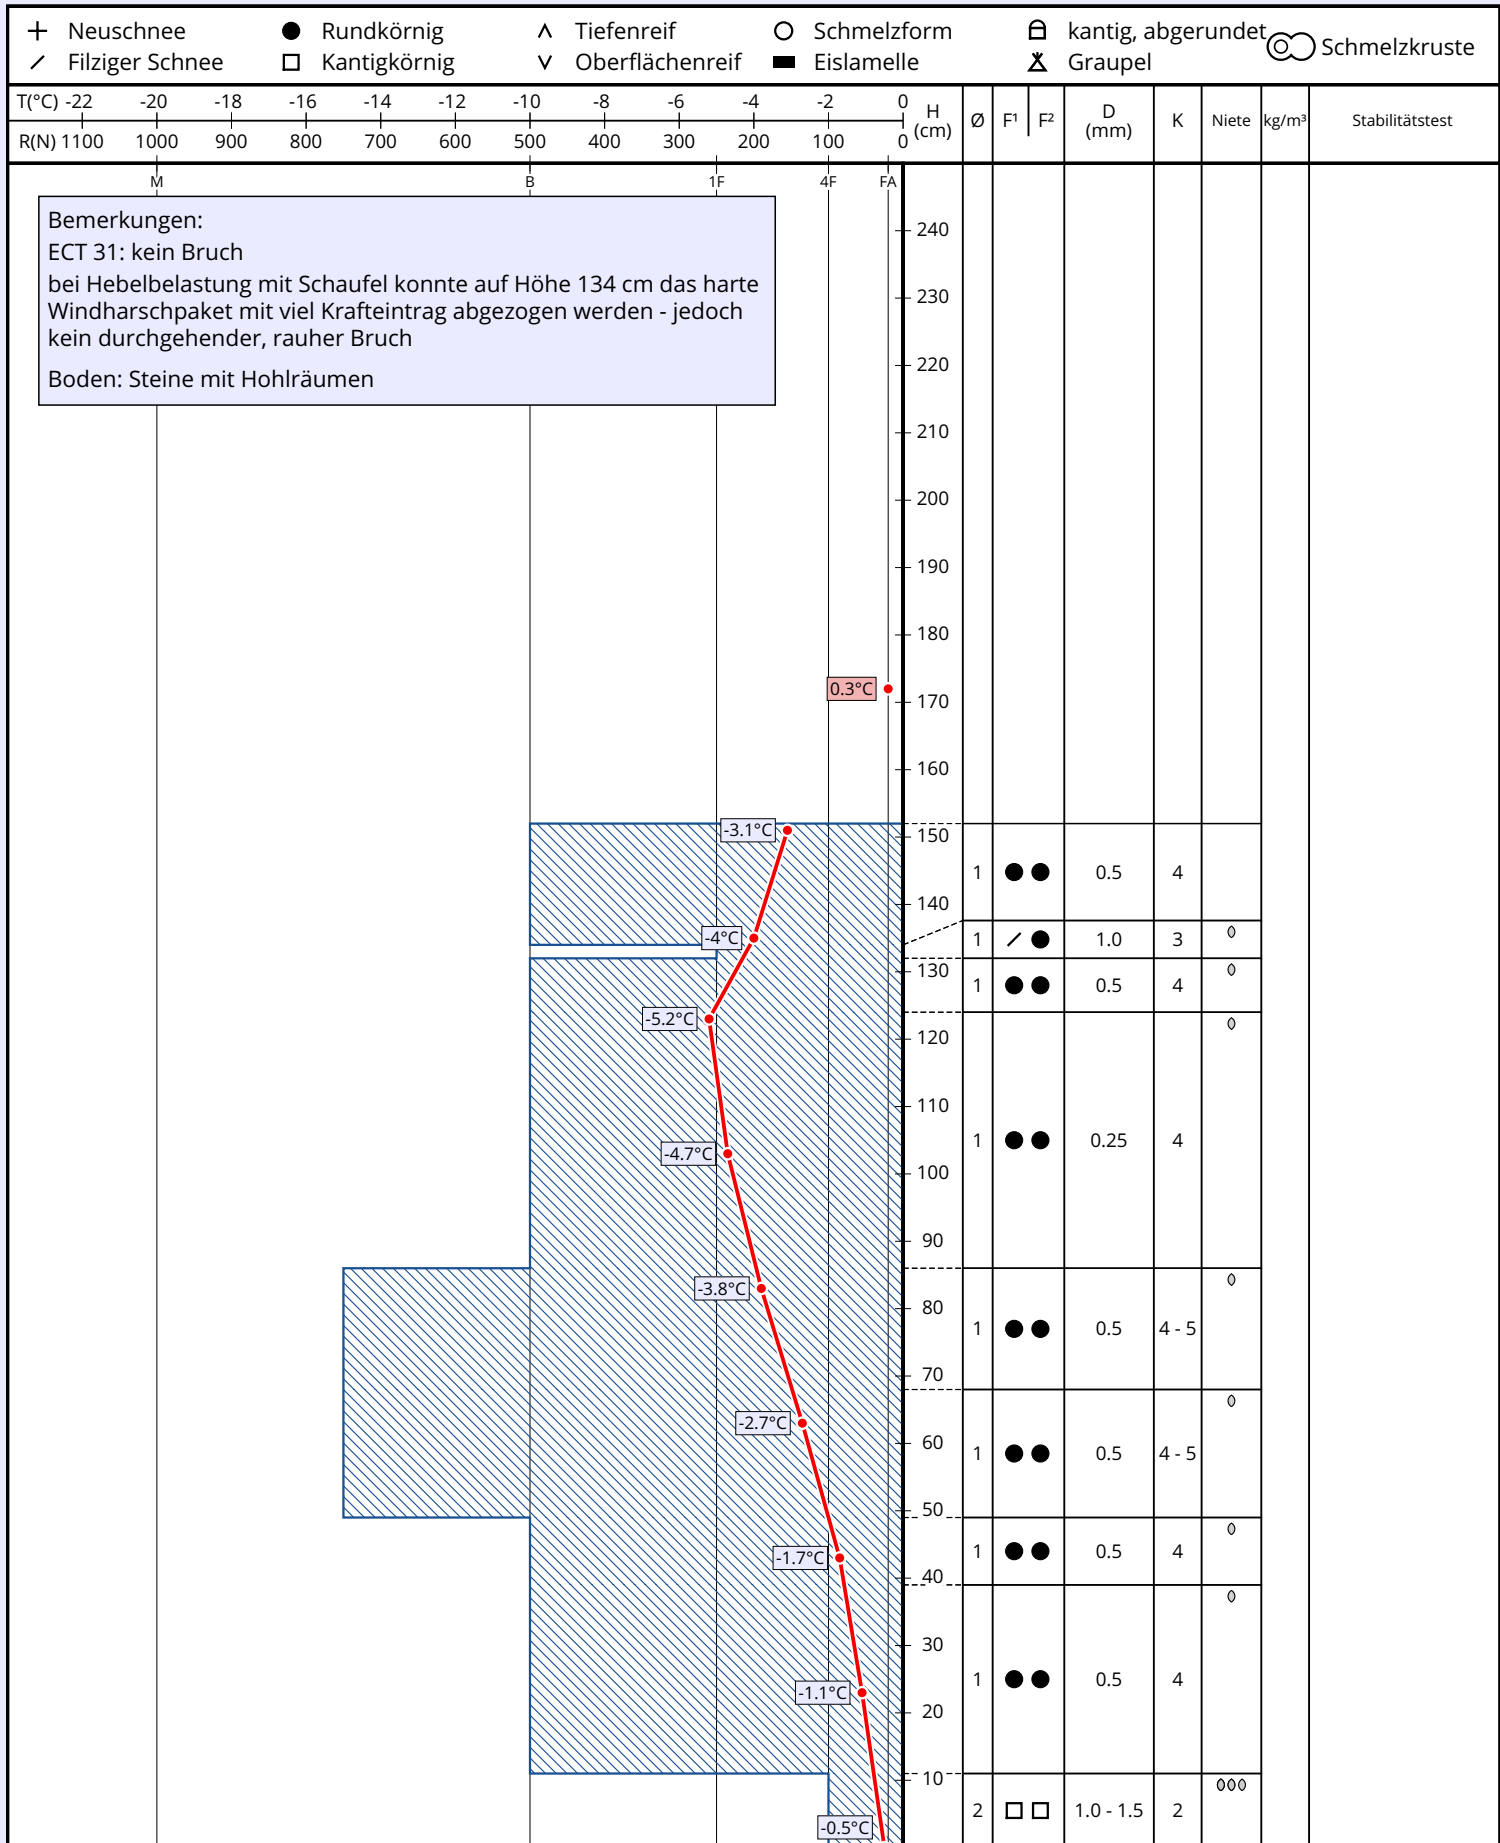 Neuschnee Rundkörnig Tiefenreif Schmelzform kantig, abgerundet Schmelzkruste
Filziger Schnee Kantigkörnig Oberflächenreif Eislamelle Graupel
T(°C) -22 -20 -18 -16 -14 -12 -10 -8 -6 -4 -2 0
R(N) 1100 1000 900 800 700 600 500 400 300 200 100 0
H (cm) Ø F¹ F² D (mm) K Niete kg/m³ Stabilitätstest
M B 1F 4F FA
Bemerkungen:
ECT 31: kein Bruch
bei Hebelbelastung mit Schaufel konnte auf Höhe 134 cm das harte
Windharschpaket mit viel Krafteintrag abgezogen werden - jedoch
kein durchgehender, rauher Bruch
Boden: Steine mit Hohlräumen
240
230
220
210
200
190
180
0.3°C
170
160
-3.1°C 150
1 0.5 4
140
-4°C 1 1.0 3
130
1 0.5 4
-5.2°C
120
110
1 0.25 4
-4.7°C
100
90
-3.8°C
80
1 0.5 4 - 5
70
-2.7°C
60
1 0.5 4 - 5
50
1 0.5 4
-1.7°C
40
30
1 0.5 4
-1.1°C
20
10
2 1.0 - 1.5 2
-0.5°C